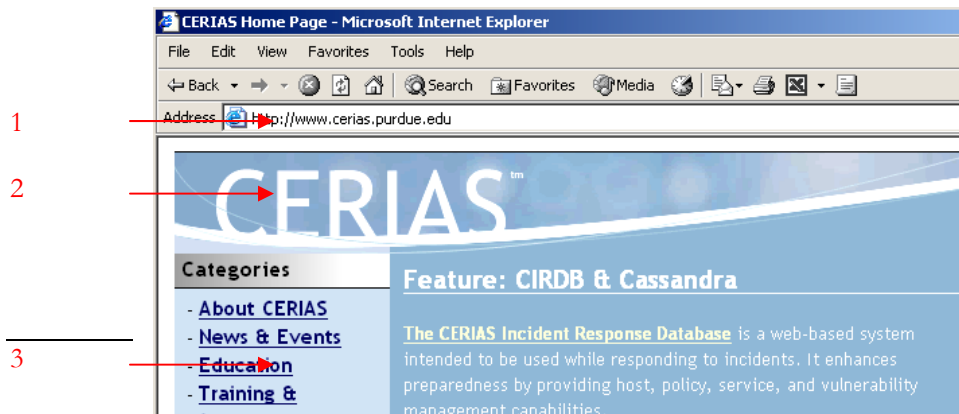 CERIAS Home Page - Microsoft Internet Explorer
File Edit View Favorites Tools Help
Back Search Favorites Media
1
Address http://www.cerias.purdue.edu
2
CERIAS tm
Categories
- About CERIAS
- News & Events
3
- Education
- Training &
Feature: CIRDB & Cassandra
The CERIAS Incident Response Database is a web-based system
intended to be used while responding to incidents. It enhances
preparedness by providing host, policy, service, and vulnerability
management capabilities.